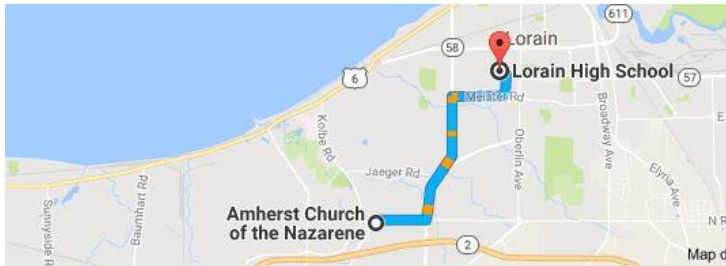 611
Lorain
58
Lorain High School
57
6
Meister Rd
Kolbe Rd
Oberlin Ave
Broadway Ave
E
Jaeger Rd
Elyria Ave
Sunnyside Rd
Baumhart Rd
Amherst Church
of the Nazarene
N R
2
Map d